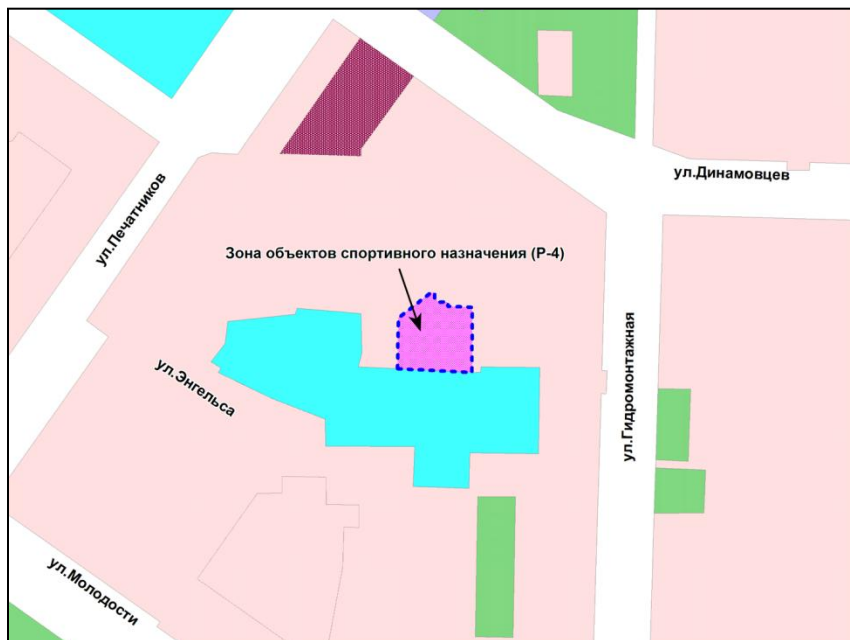 ул.Динамовцев
ул.Печатников
Зона объектов спортивного назначения (Р-4)
ул.Энгельса
ул.Гидромонтажная
ул.Молодости